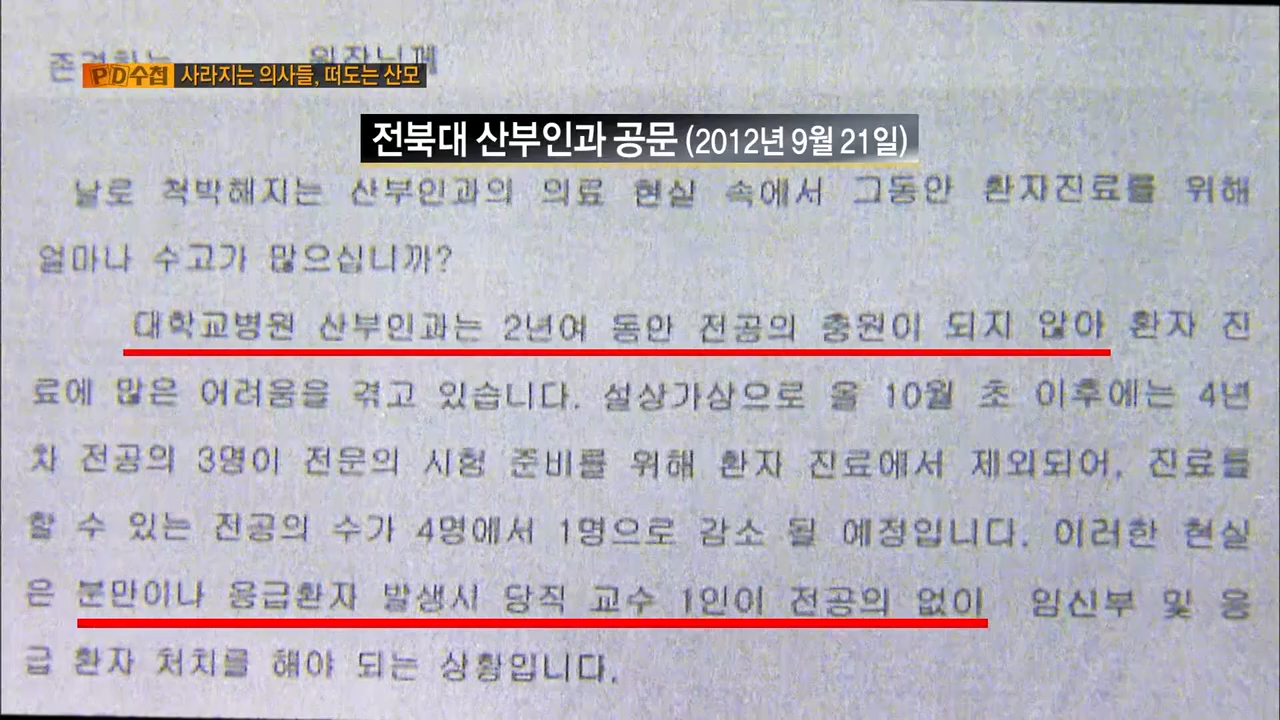 원장님께
PD수첩 사라지는 의사들, 떠도는 산모
전북대 산부인과 공문 (2012년 9월 21일)
날로 척박해지는 산부인과의 의료 현실 속에서 그동안 환자진료를 위해
얼마나 수고가 많으십니까?
대학교병원 산부인과는 2년여 동안 전공의 충원이 되지 않아 환자 진
료에 많은 어려움을 겪고 있습니다. 설상가상으로 올 10월 초 이후에는 4년
차 전공의 3명이 전문의 시험 준비를 위해 환자 진료에서 제외되어, 진료를
할 수 있는 전공의 수가 4명에서 1명으로 감소 될 예정입니다. 이러한 현실
은 분만이나 응급환자 발생시 당직 교수 1인이 전공의 없이 임신부 및 응
급 환자 처치를 해야 되는 상황입니다.